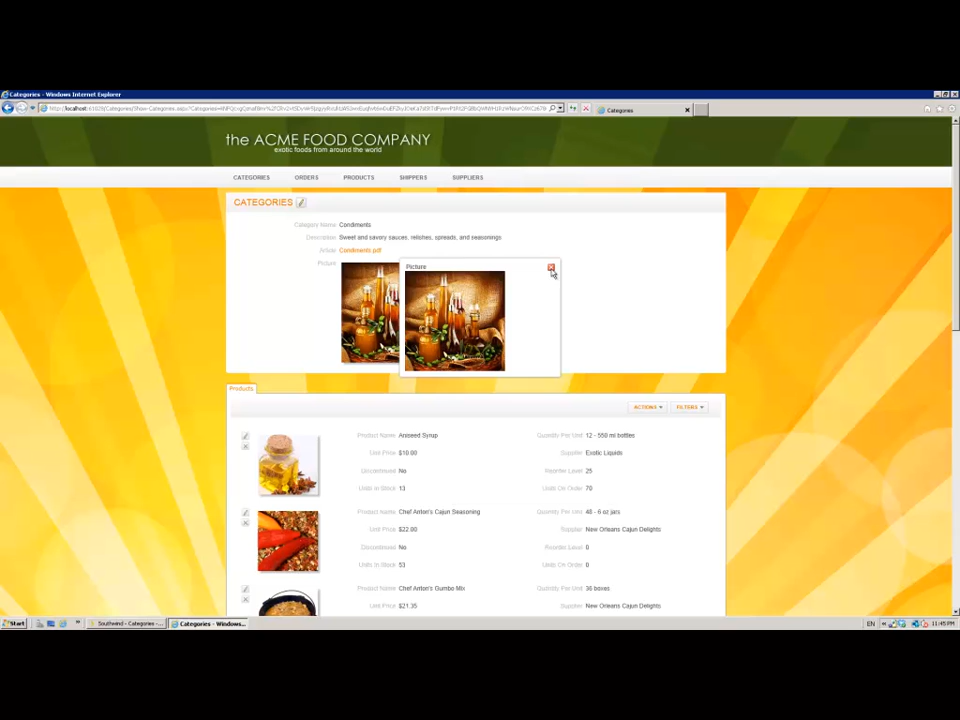 Categories - Windows Internet Explorer
Categories
the ACME FOOD COMPANY
exotic foods from around the world
CATEGORIES ORDERS PRODUCTS SHIPPERS SUPPLIERS
CATEGORIES
Category Name Condiments
Description Sweet and savory sauces, relishes, spreads, and seasonings
Article Condiments.pdf
Picture
Picture
Products
ACTIONS FILTERS
Product Name Aniseed Syrup Quantity Per Unit 12 - 550 ml bottles
Unit Price $10.00 Supplier Exotic Liquids
Discontinued No Reorder Level 25
Units In Stock 13 Units On Order 70
Product Name Chef Anton's Cajun Seasoning Quantity Per Unit 48 - 6 oz jars
Unit Price $22.00 Supplier New Orleans Cajun Delights
Discontinued No Reorder Level 0
Units In Stock 53 Units On Order 0
Product Name Chef Anton's Gumbo Mix Quantity Per Unit 36 boxes
Unit Price $21.35 Supplier New Orleans Cajun Delights
Start Southwind - Categories -... Categories - Windows... EN 11:45 PM